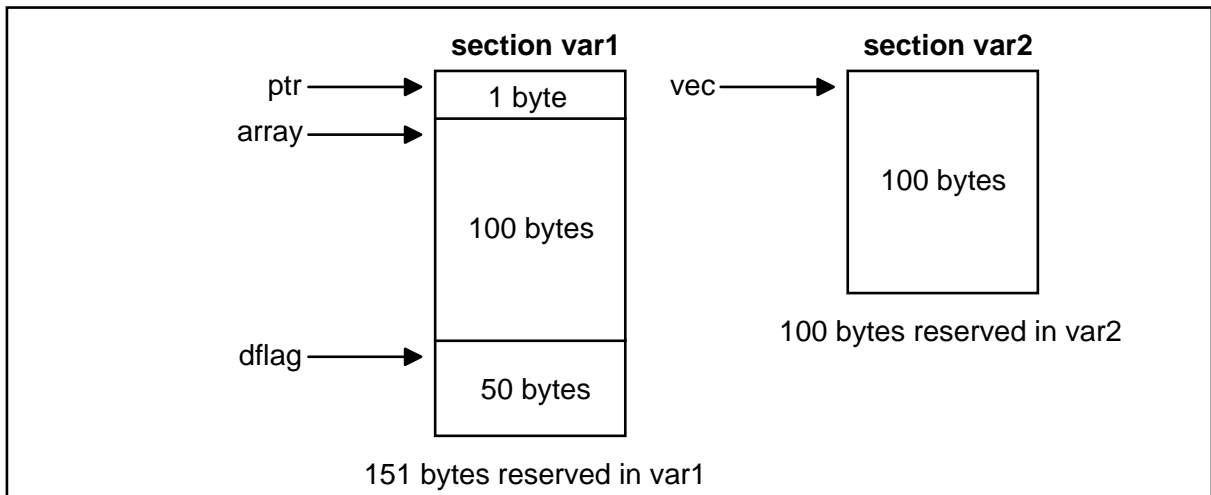 section var1
ptr
1 byte
array
100 bytes
dflag
50 bytes
151 bytes reserved in var1
section var2
vec
100 bytes
100 bytes reserved in var2